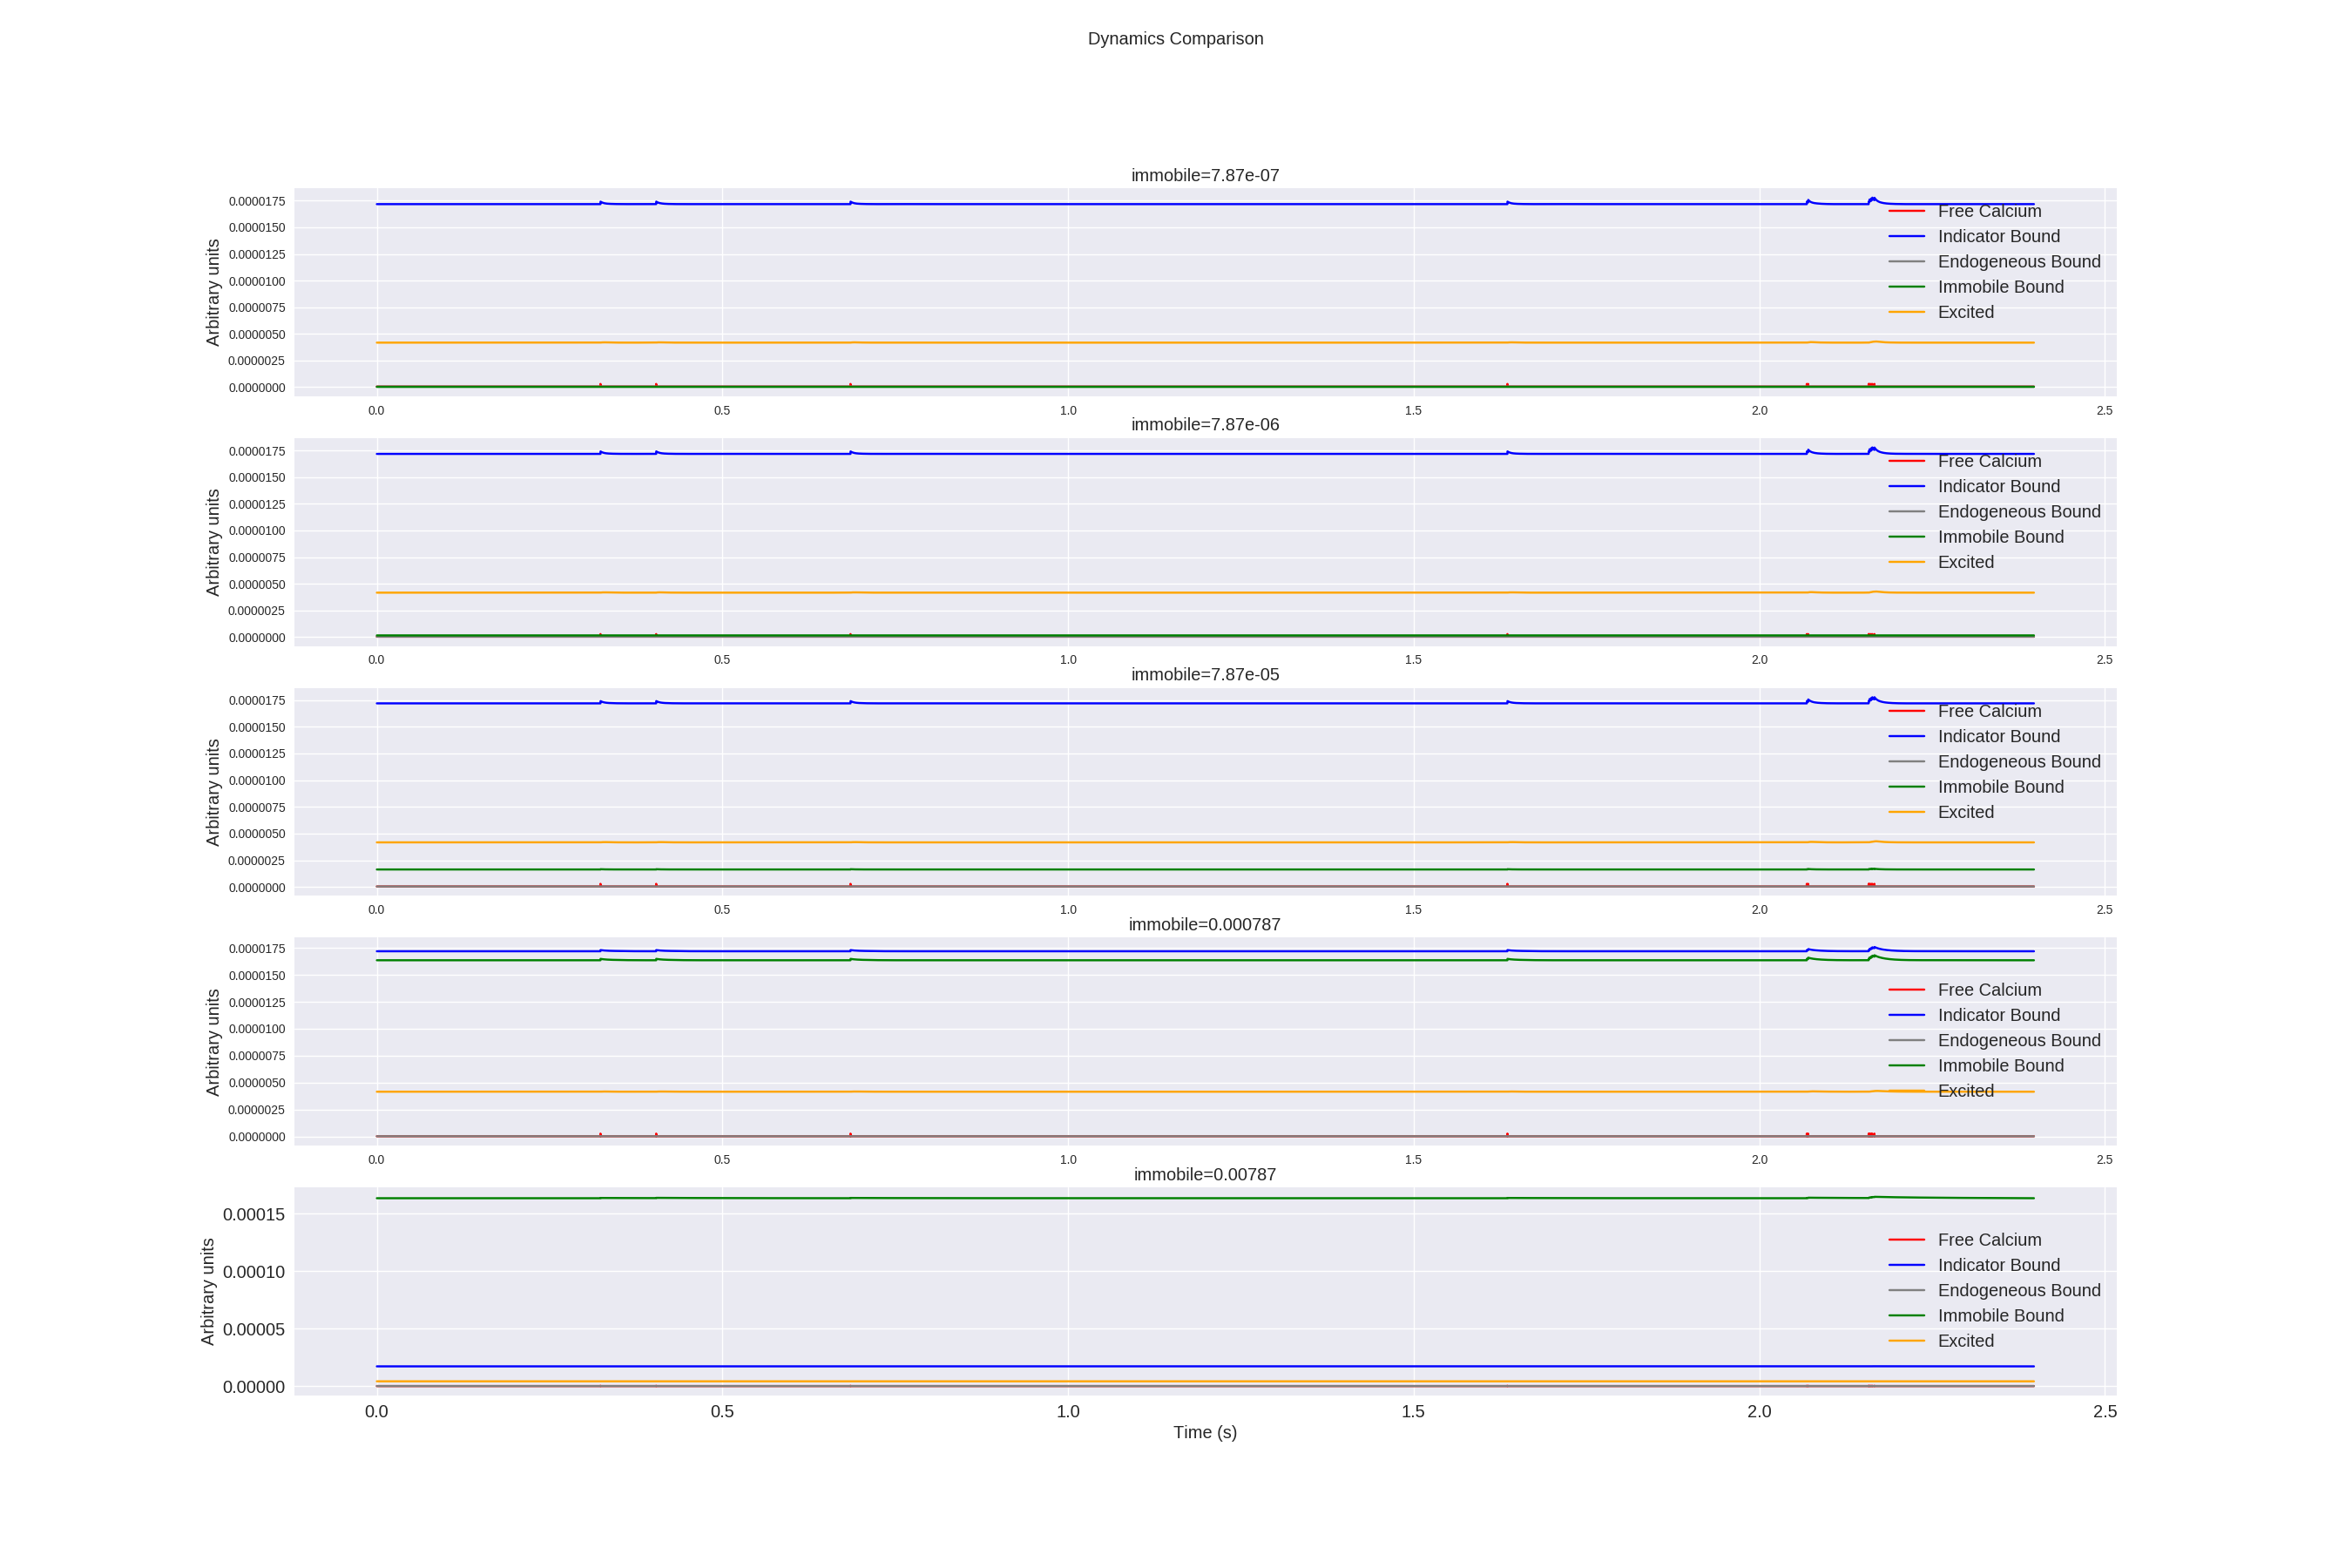 Dynamics Comparison
immobile=7.87e-07
Arbitrary units
0.0000175
0.0000150
0.0000125
0.0000100
0.0000075
0.0000050
0.0000025
0.0000000
Free Calcium
Indicator Bound
Endogeneous Bound
Immobile Bound
Excited
0.0 0.5 1.0 1.5 2.0 2.5
immobile=7.87e-06
Arbitrary units
0.0000175
0.0000150
0.0000125
0.0000100
0.0000075
0.0000050
0.0000025
0.0000000
Free Calcium
Indicator Bound
Endogeneous Bound
Immobile Bound
Excited
0.0 0.5 1.0 1.5 2.0 2.5
immobile=7.87e-05
Arbitrary units
0.0000175
0.0000150
0.0000125
0.0000100
0.0000075
0.0000050
0.0000025
0.0000000
Free Calcium
Indicator Bound
Endogeneous Bound
Immobile Bound
Excited
0.0 0.5 1.0 1.5 2.0 2.5
immobile=0.000787
Arbitrary units
0.0000175
0.0000150
0.0000125
0.0000100
0.0000075
0.0000050
0.0000025
0.0000000
Free Calcium
Indicator Bound
Endogeneous Bound
Immobile Bound
Excited
0.0 0.5 1.0 1.5 2.0 2.5
immobile=0.00787
Arbitrary units
0.00015
0.00010
0.00005
0.00000
Free Calcium
Indicator Bound
Endogeneous Bound
Immobile Bound
Excited
0.0 0.5 1.0 1.5 2.0 2.5
Time (s)